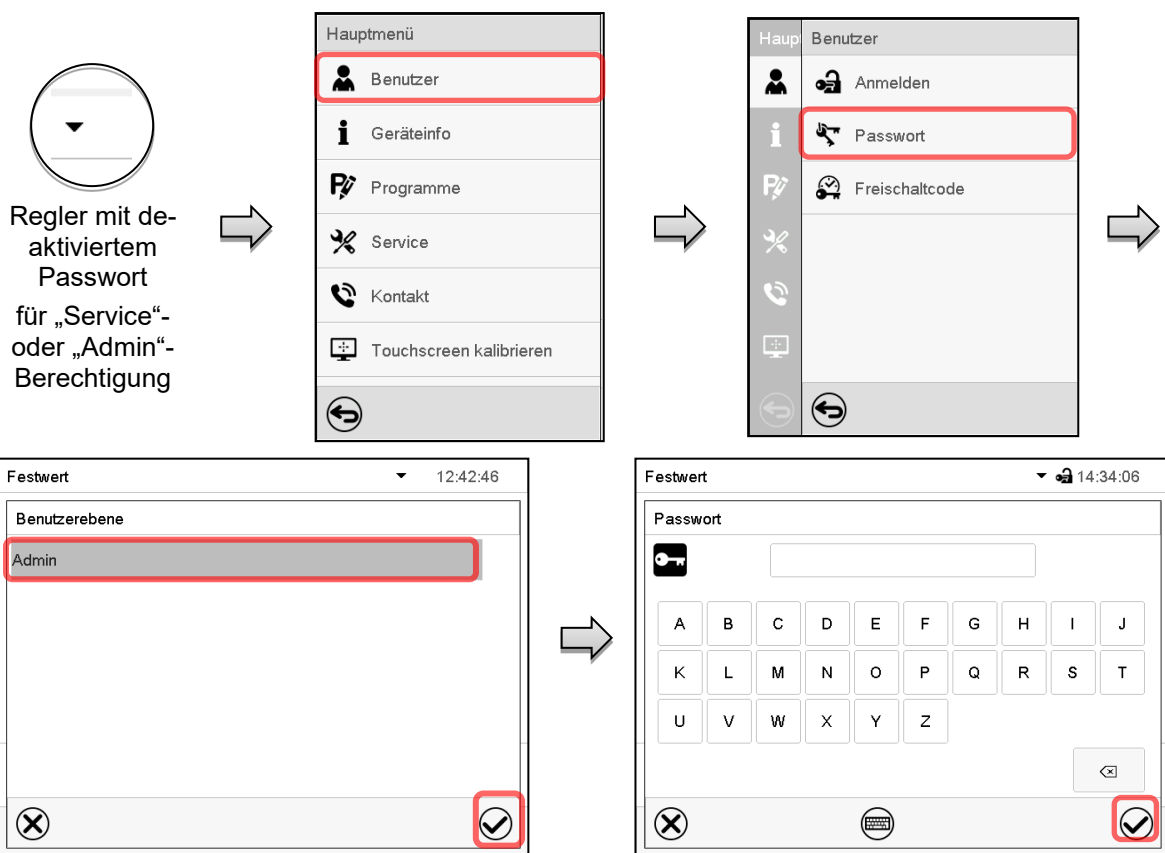 Regler mit de-
aktiviertem
Passwort
für „Service“-
oder „Admin“-
Berechtigung
Hauptmenü
Benutzer
Geräteinfo
Programme
Service
Kontakt
Touchscreen kalibrieren
Haup
Benutzer
Anmelden
Passwort
Freischaltcode
Festwert 12:42:46
Benutzerebene
Admin
Festwert 14:34:06
Passwort
A B C D E F G H I J
K L M N O P Q R S T
U V W X Y Z